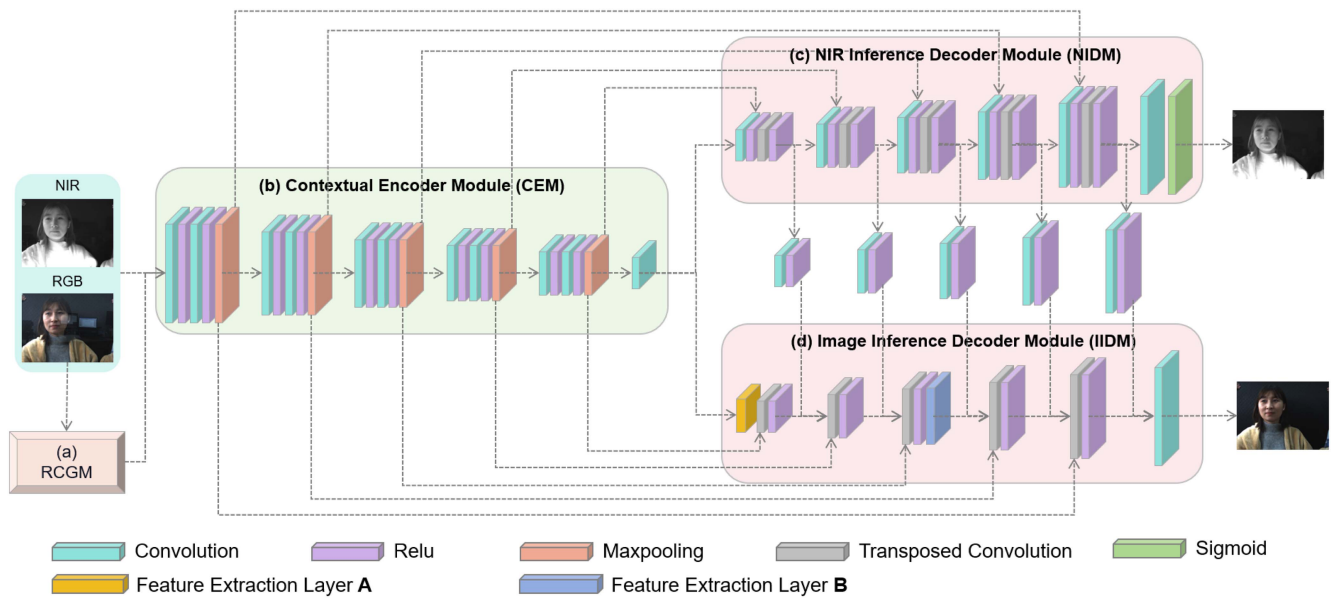 (c) NIR Inference Decoder Module (NIDM)
NIR
(b) Contextual Encoder Module (CEM)
RGB
(d) Image Inference Decoder Module (IIDM)
(a)
RCGM
Convolution
Relu
Maxpooling
Transposed Convolution
Sigmoid
Feature Extraction Layer A
Feature Extraction Layer B